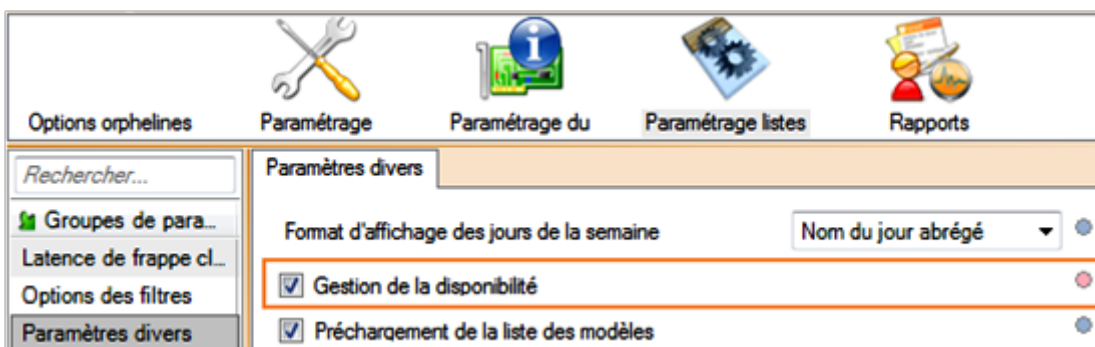 Options orphelines
Paramétrage
Paramétrage du
Paramétrage listes
Rapports
Rechercher...
Groupes de para...
Latence de frappe cl...
Options des filtres
Paramètres divers
Paramètres divers
Format d'affichage des jours de la semaine
Nom du jour abrégé
Gestion de la disponibilité
Préchargement de la liste des modèles